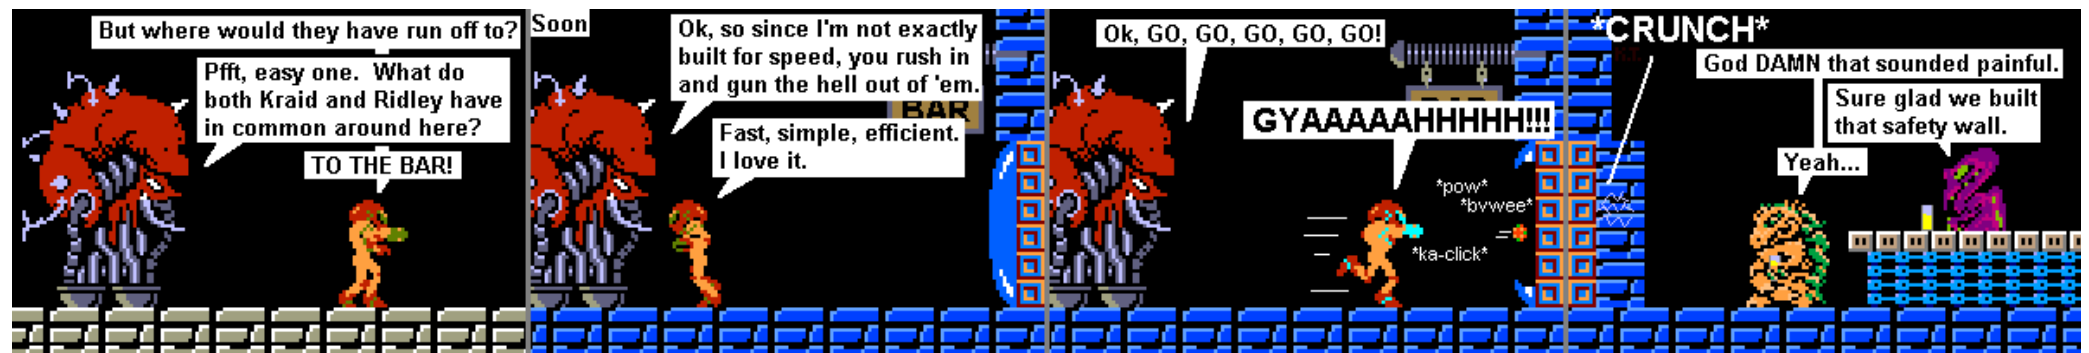 But where would they have run off to?
Pfft, easy one. What do
both Kraid and Ridley have
in common around here?
TO THE BAR!
Soon
Ok, so since I'm not exactly
built for speed, you rush in
and gun the hell out of 'em.
BAR
Fast, simple, efficient.
I love it.
Ok, GO, GO, GO, GO, GO!
BAR
GYAAAAAHHHHH!!!
*pow*
*bvwee*
*ka-click*
*CRUNCH*
God DAMN that sounded painful.
Sure glad we built
that safety wall.
Yeah...